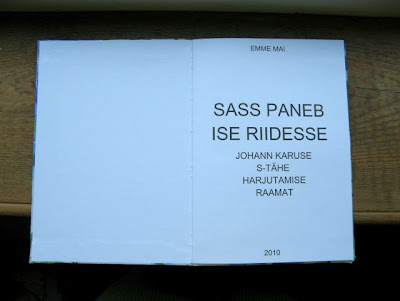 EMME MAI
SASS PANEB
ISE RIIDESSE
JOHANN KARUSE
S-TÄHE
HARJUTAMISE
RAAMAT
2010